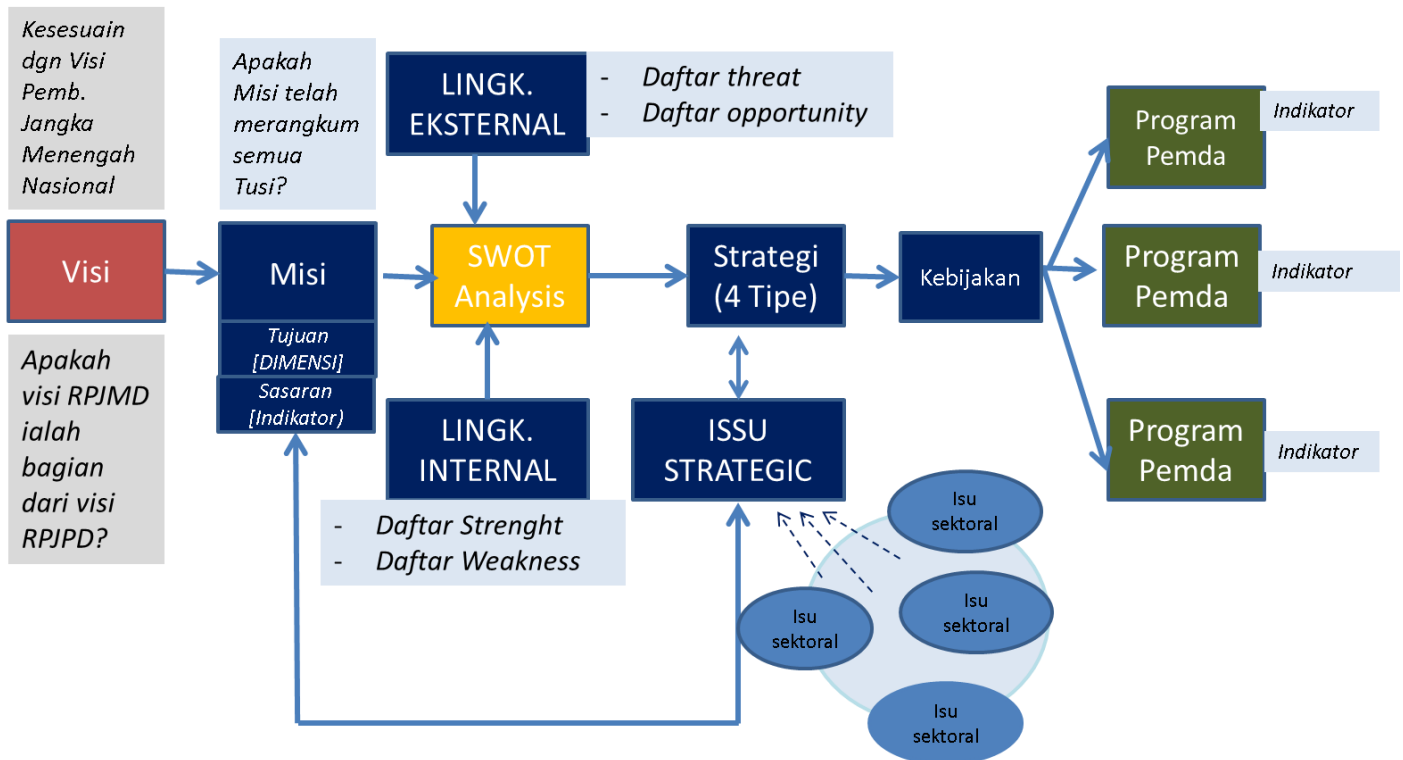 Kesesuain
dgn Visi
Pemb.
Jangka
Menengah
Nasional
Visi
Apakah
visi RPJMD
ialah
bagian
dari visi
RPJPD?
Apakah
Misi telah
merangkum
semua
Tusi?
Misi
Tujuan
[DIMENSI]
Sasaran
[Indikator)
LINGK.
EKSTERNAL
- Daftar threat
- Daftar opportunity
SWOT
Analysis
LINGK.
INTERNAL
- Daftar Strenght
- Daftar Weakness
Strategi
(4 Tipe)
ISSU
STRATEGIC
Isu
sektoral
Isu
sektoral
Isu
sektoral
Isu
sektoral
Kebijakan
Program
Pemda
Indikator
Program
Pemda
Indikator
Program
Pemda
Indikator